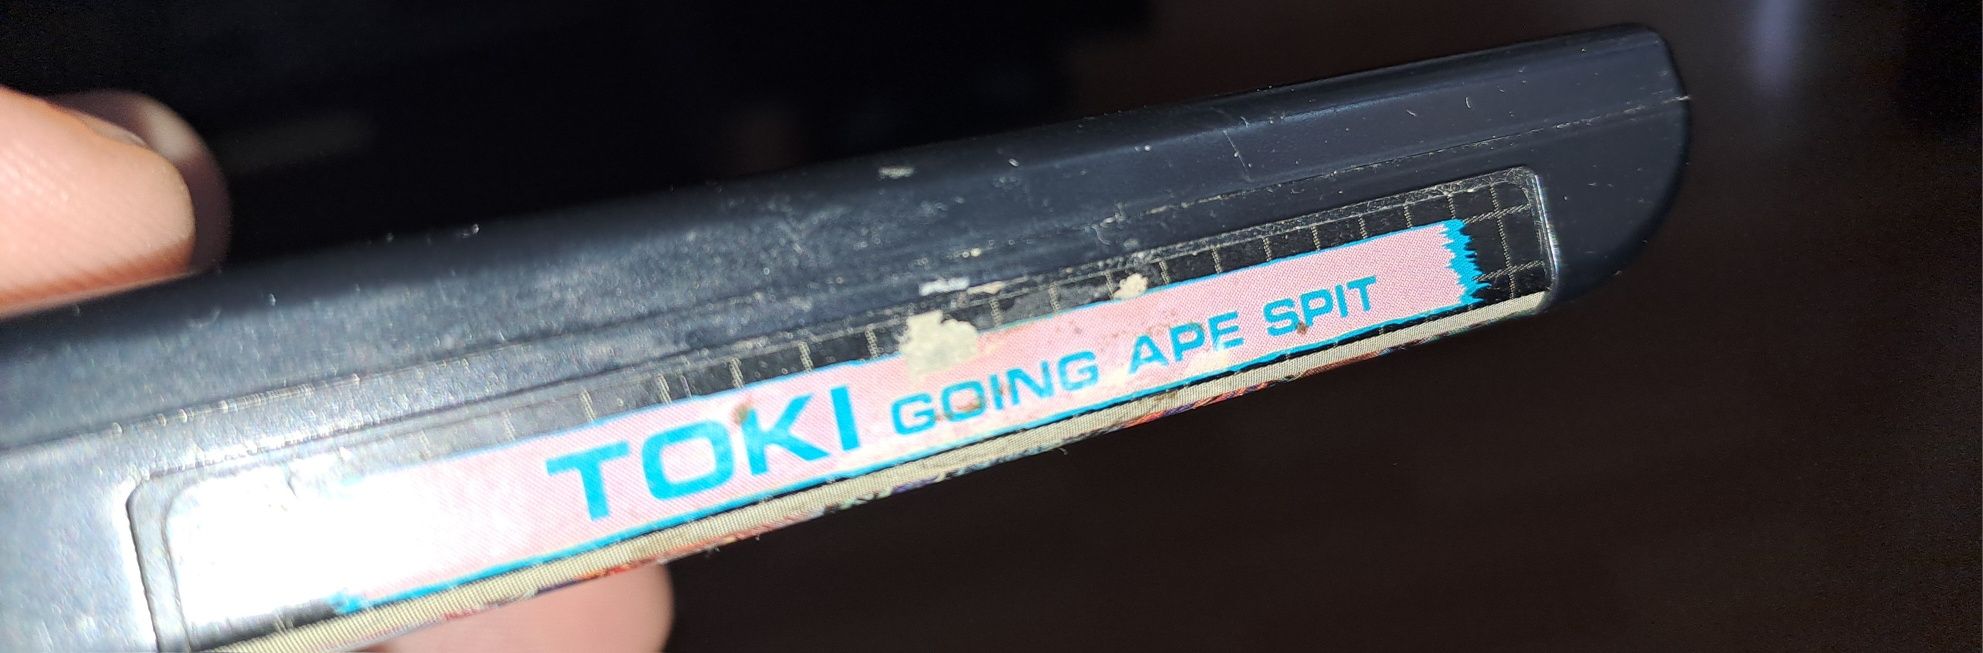 TOKI GOING APE SPIT